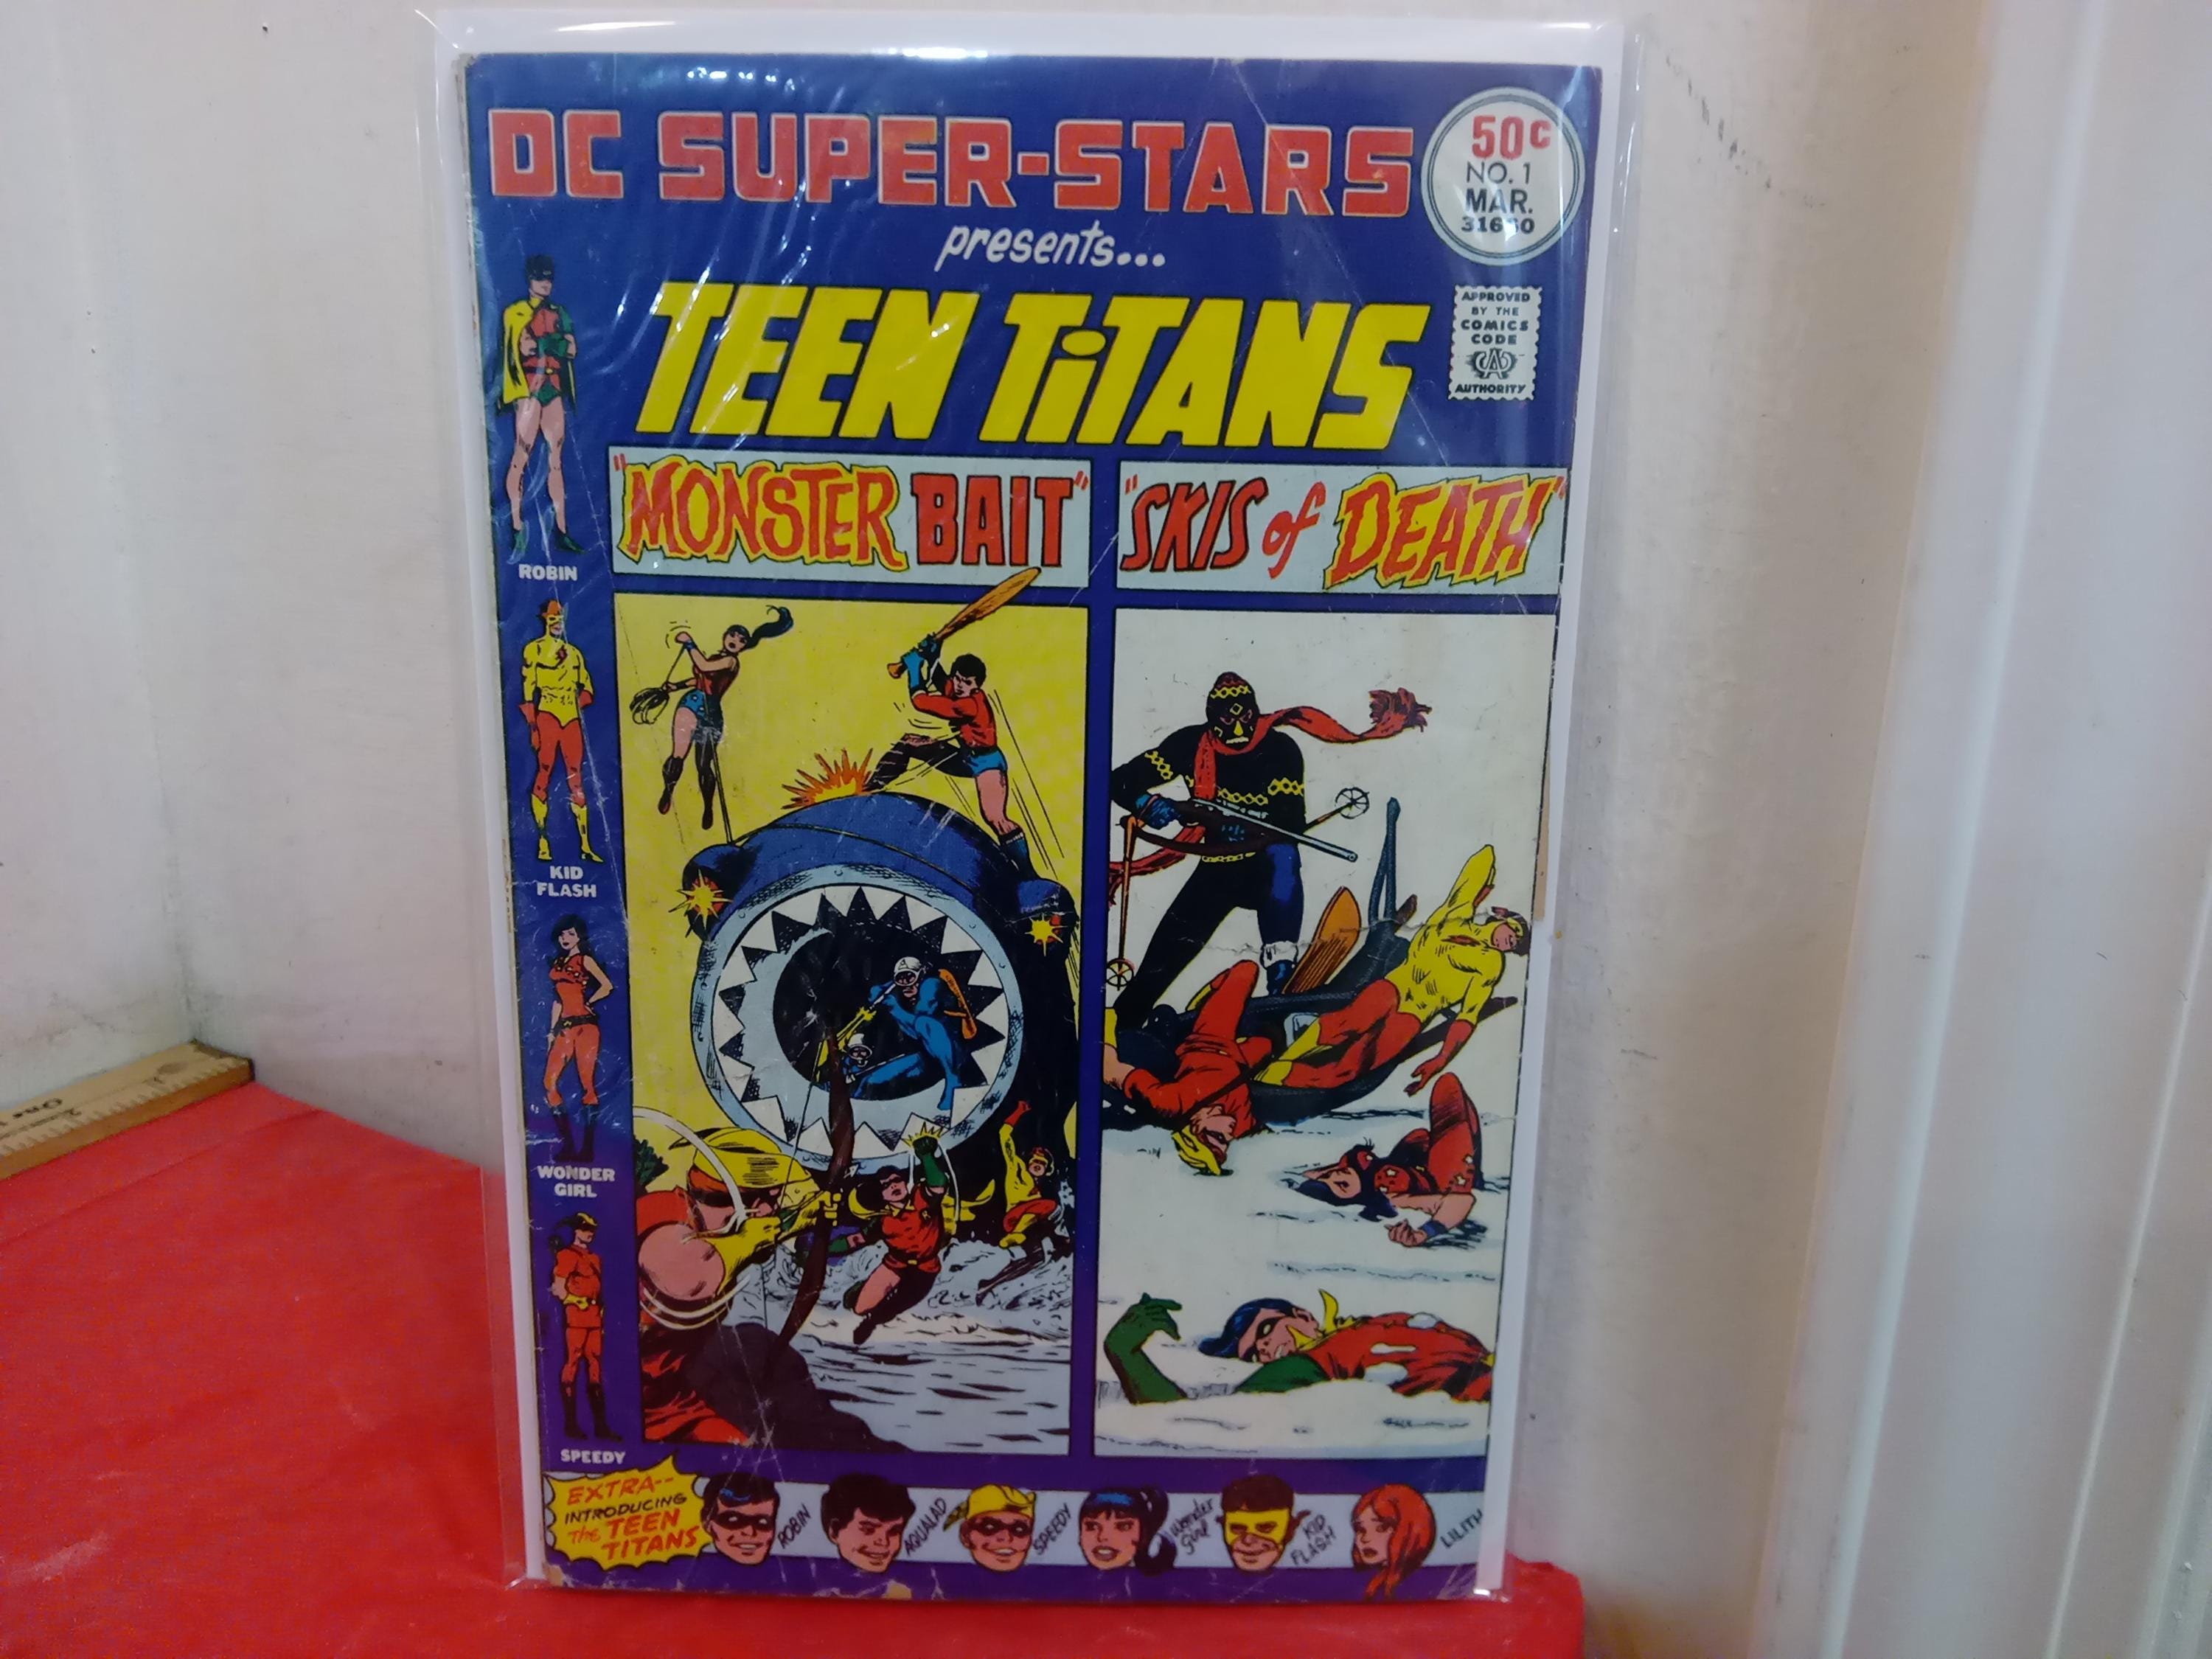 DC SUPER-STARS
50¢
NO. 1
MAR.
presents...
APPROVED
BY THE
COMICS
CODE
CA
AUTHORITY
TEEN TiTANS
"MONSTER BAIT"
"SKIS of DEATH"
ROBIN
KID
FLASH
WONDER
GIRL
SPEEDY
EXTRA--
INTRODUCING
The TEEN
TITANS
ROBIN
AQUALAD
SPEEDY
Wonder
Girl
KID
FLASH
LILITH
R
One